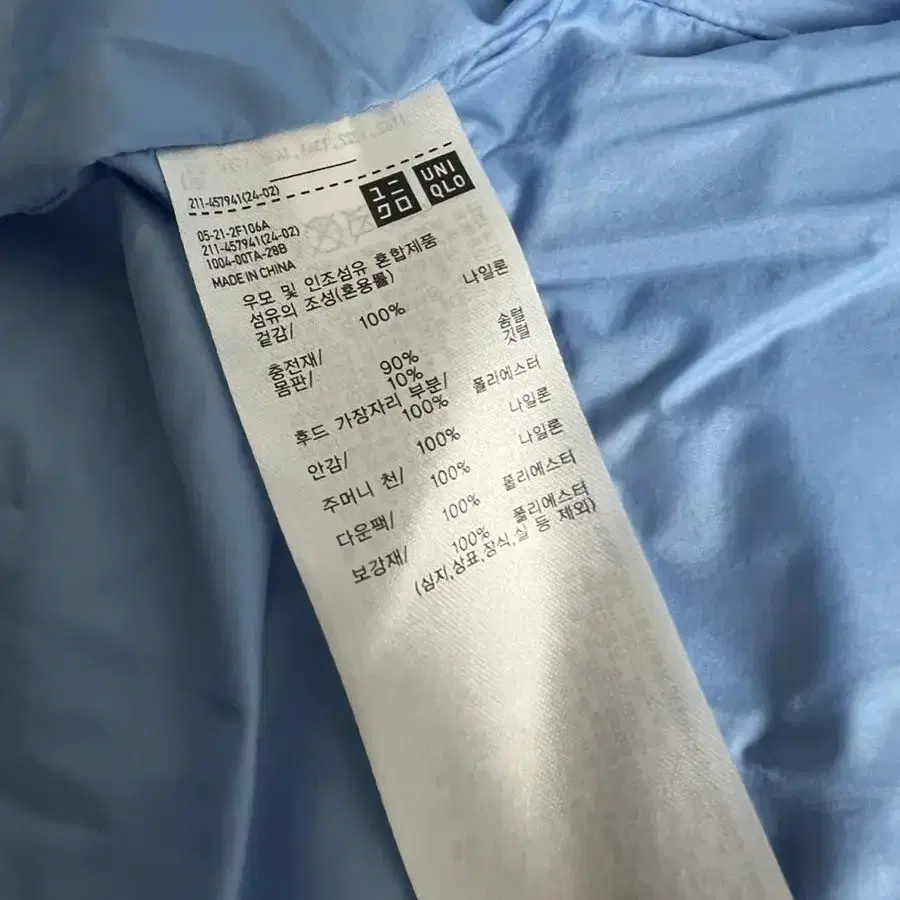 211-457941(24-02)
ユニクロ
UNIQLO
05-21-2F106A
211-457941(24-02)
1004-00TA-28B
MADE IN CHINA
우모 및 인조섬유 혼합제품
섬유의 조성(혼용률)
겉감/ 100% 나일론
충전재/
몸판/ 90% 솜털
10% 깃털
후드 가장자리 부분/
100% 폴리에스터
안감/ 100% 나일론
주머니 천/ 100% 나일론
다운팩/ 100% 폴리에스터
보강재/ 100% 폴리에스터
(심지,상표,장식,실 등 제외)